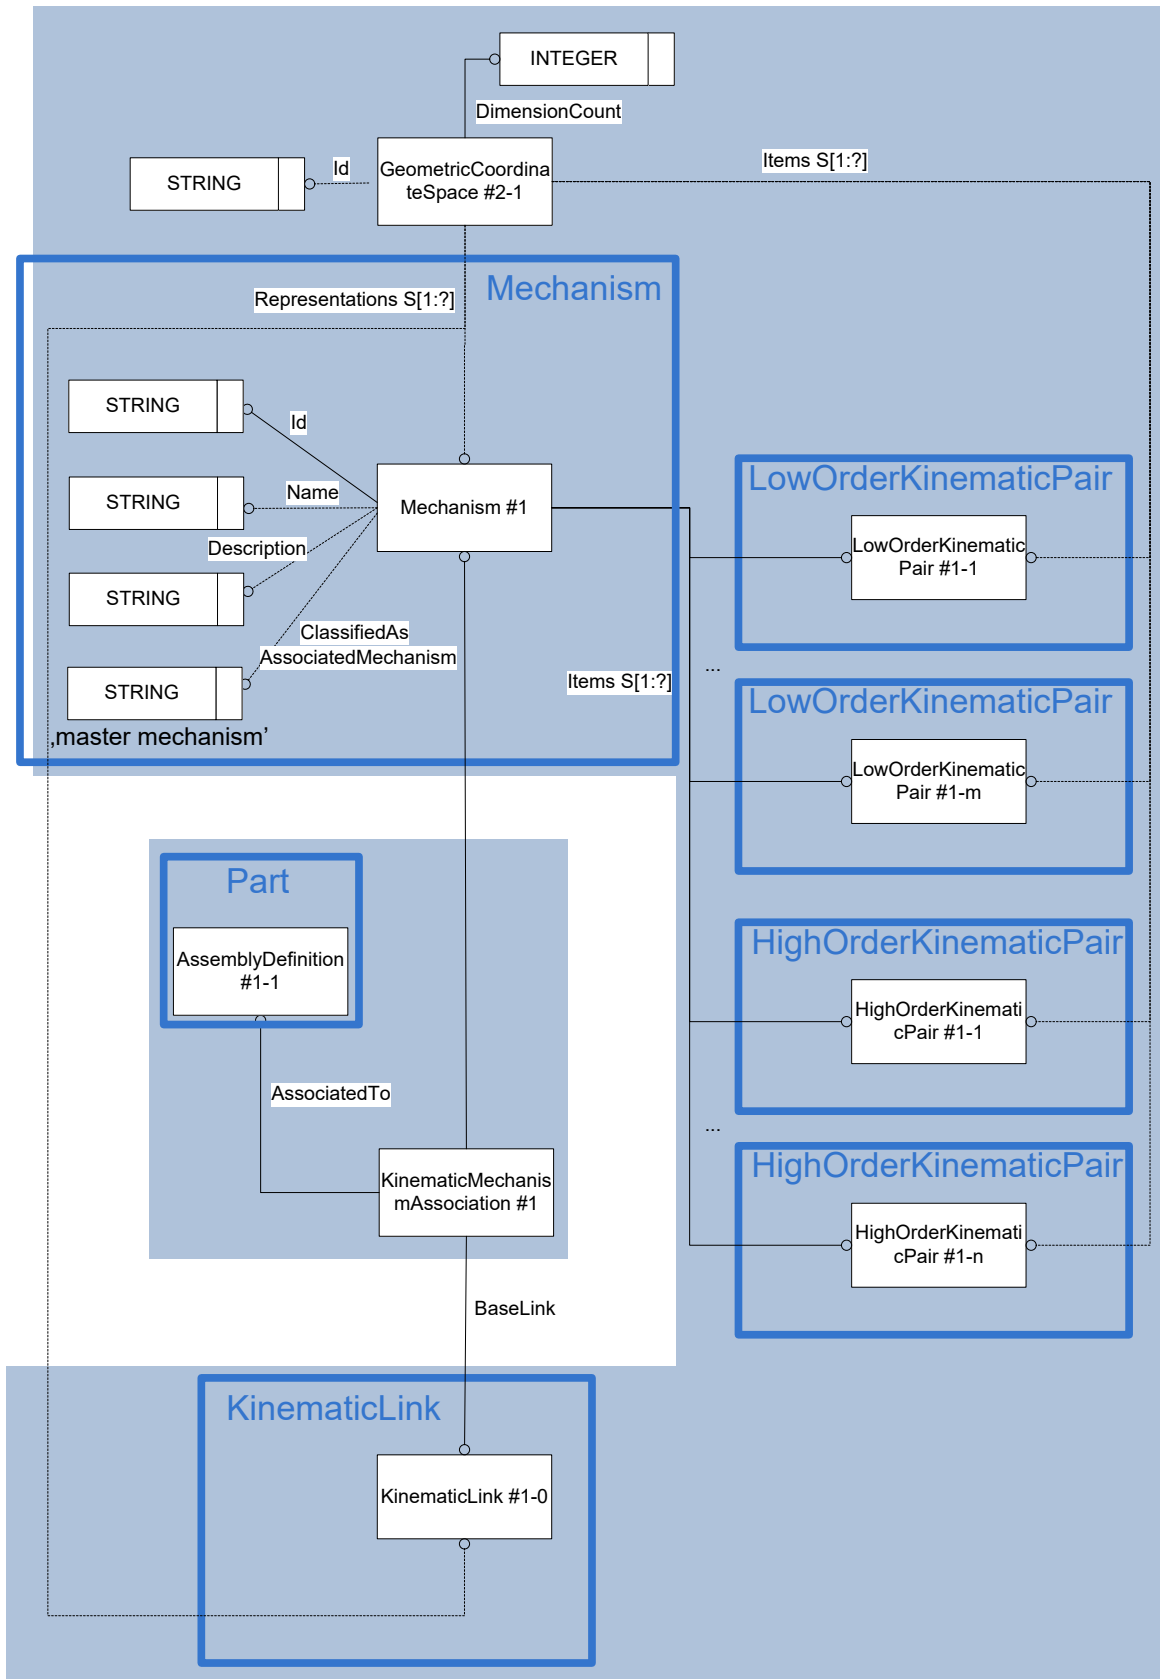 INTEGER
DimensionCount
Items S[1:?]
Id
STRING
GeometricCoordina
teSpace #2-1
Mechanism
Representations S[1:?]
STRING
Id
STRING
Name
Mechanism #1
Description
STRING
ClassifiedAs
AssociatedMechanism
STRING
Items S[1:?]
‚master mechanism’
LowOrderKinematicPair
LowOrderKinematic
Pair #1-1
...
LowOrderKinematicPair
LowOrderKinematic
Pair #1-m
Part
AssemblyDefinition
#1-1
HighOrderKinematicPair
HighOrderKinemati
cPair #1-1
AssociatedTo
...
KinematicMechanis
mAssociation #1
HighOrderKinematicPair
HighOrderKinemati
cPair #1-n
BaseLink
KinematicLink
KinematicLink #1-0